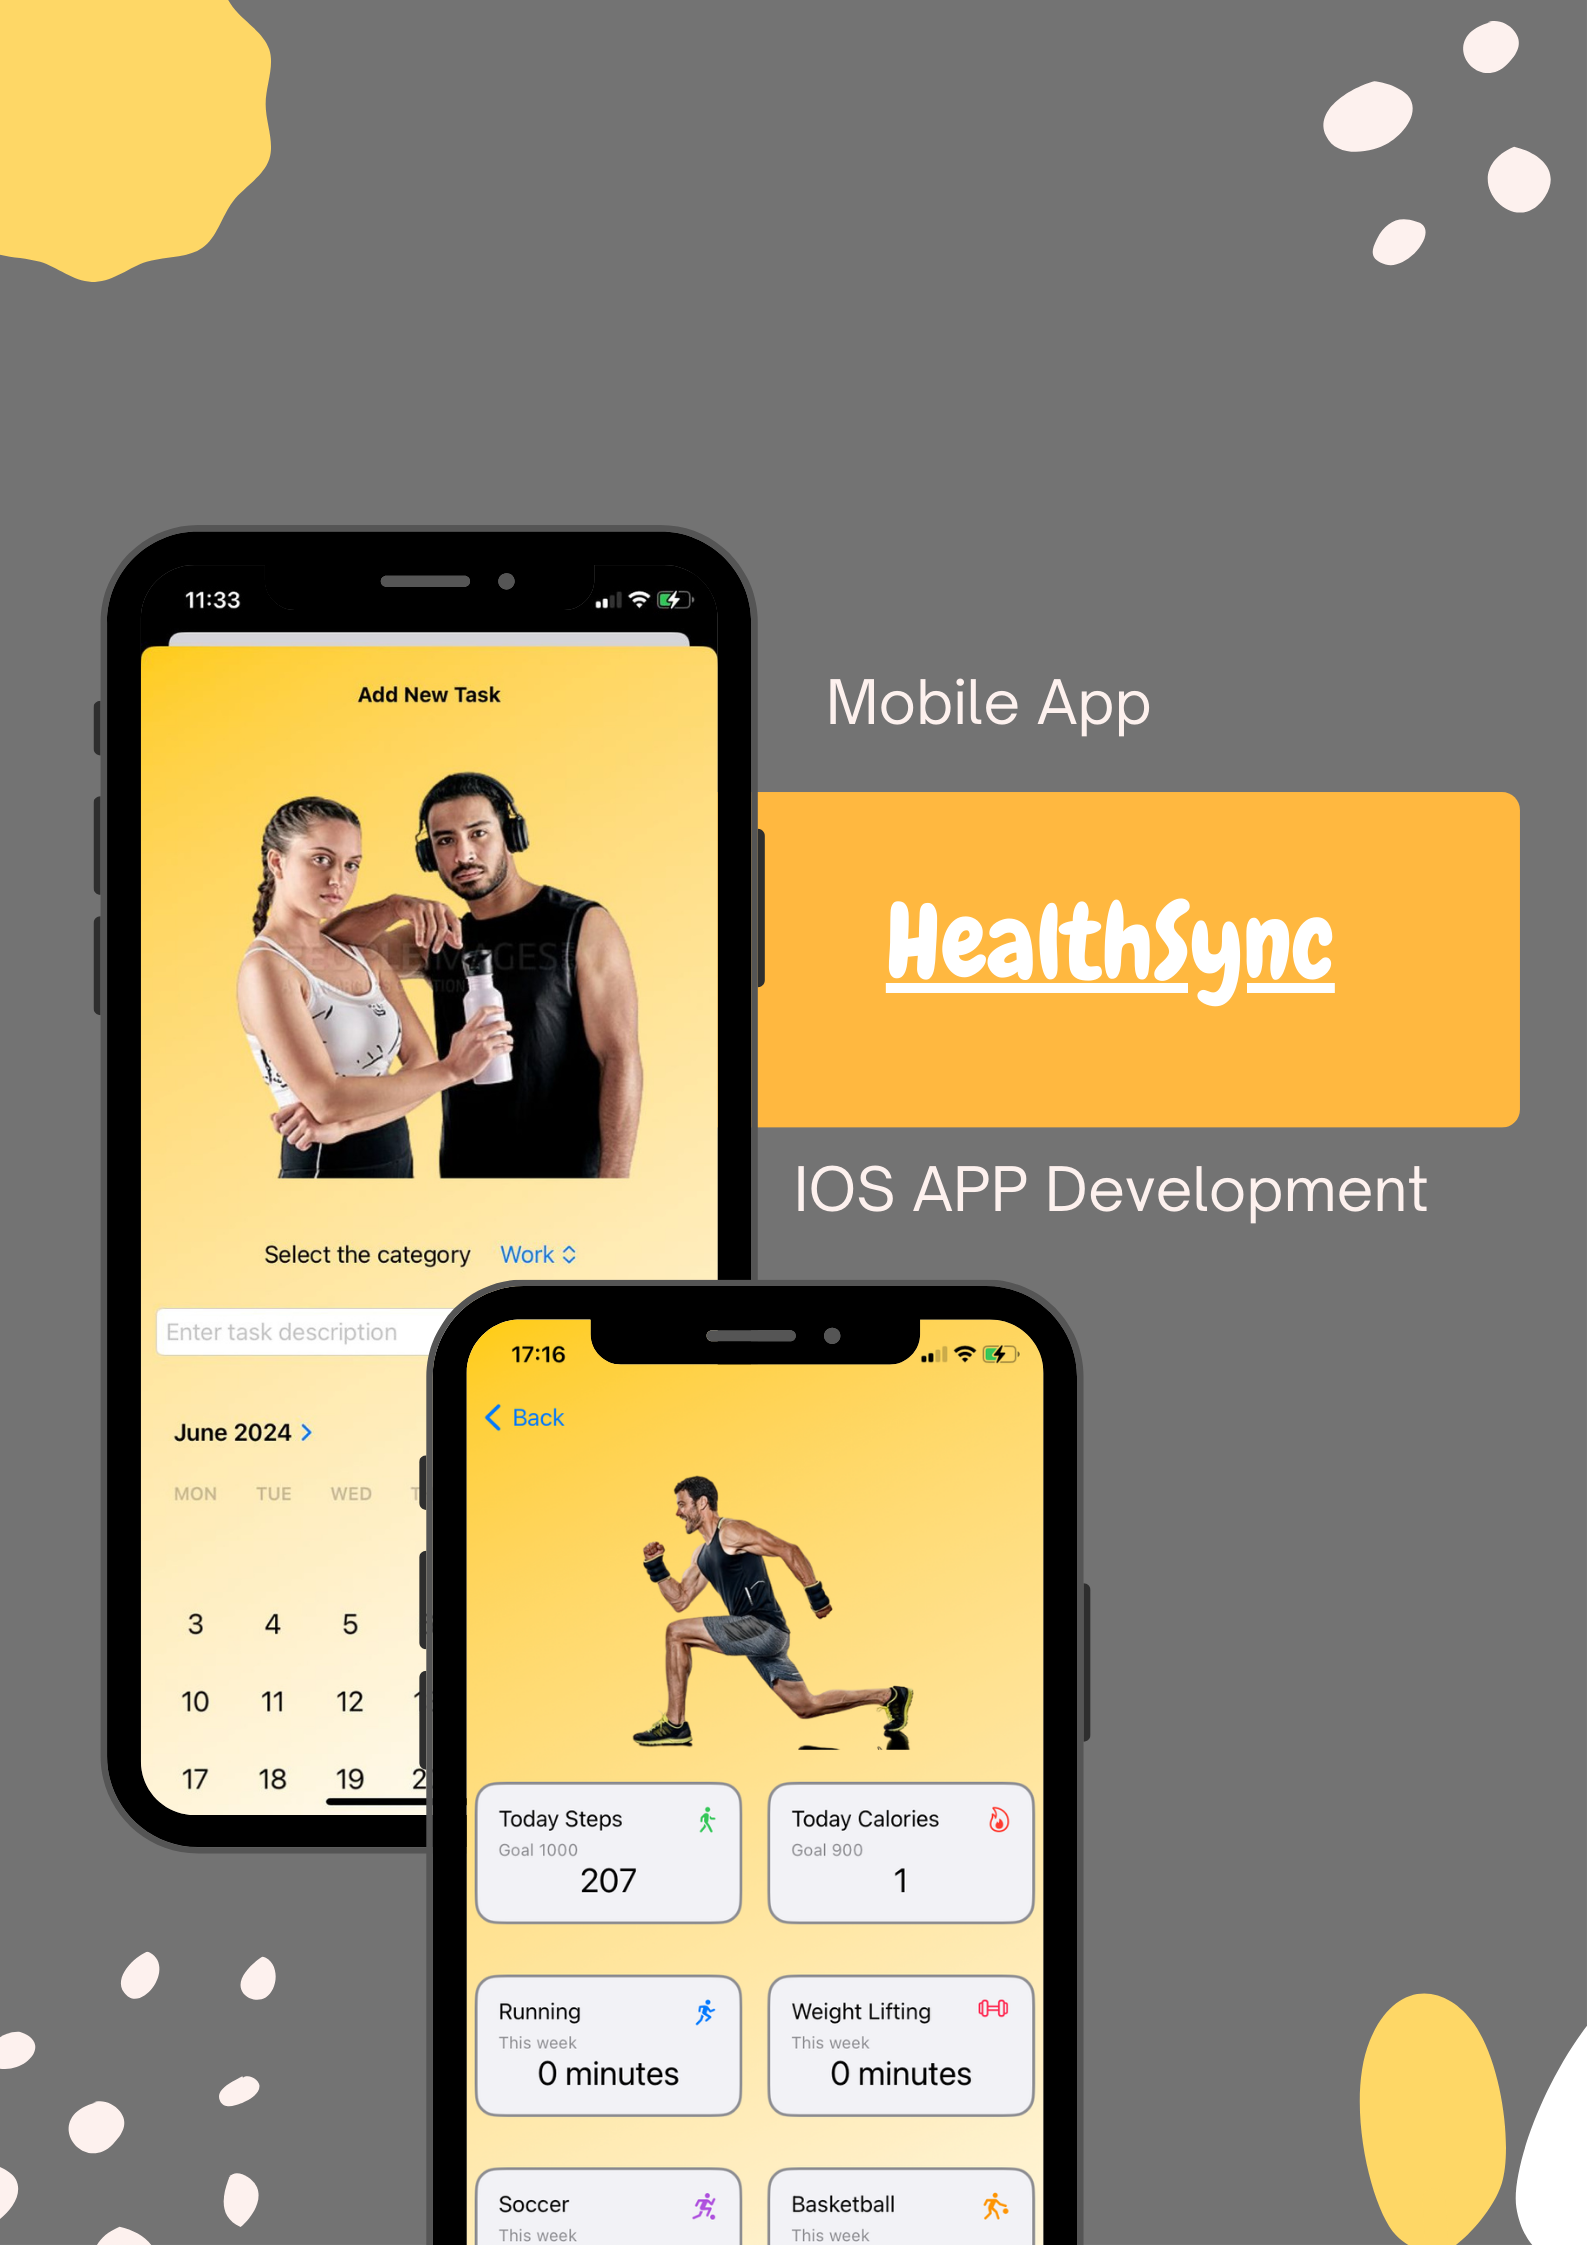 11:33
Add New Task
PEOPLEIMAGES
Select the category Work
Enter task description
June 2024
MON TUE WED T
3 4 5
10 11 12 1
17 18 19 2
Mobile App
HealthSync
IOS APP Development
17:16
Back
Today Steps
Goal 1000
207
Today Calories
Goal 900
1
Running
This week
0 minutes
Weight Lifting
This week
0 minutes
Soccer
This week
Basketball
This week